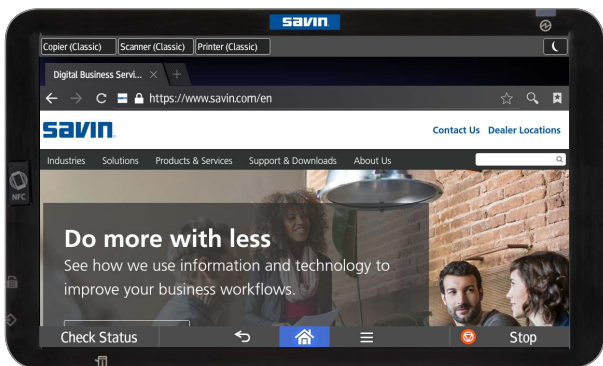 savin
Copier (Classic) Scanner (Classic) Printer (Classic)
Digital Business Servi... × +
https://www.savin.com/en
savin
Contact Us Dealer Locations
Industries Solutions Products & Services Support & Downloads About Us
NFC
Do more with less
See how we use information and technology to
improve your business workflows.
Check Status Stop